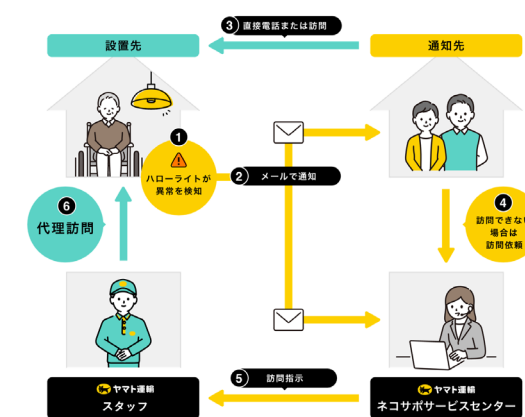 3 直接電話または訪問
設置先
通知先
1
ハローライトが
異常を検知
2 メールで通知
6
代理訪問
4
訪問できない
場合は
訪問依頼
5 訪問指示
ヤマト運輸
スタッフ
ヤマト運輸
ネコサポサービスセンター